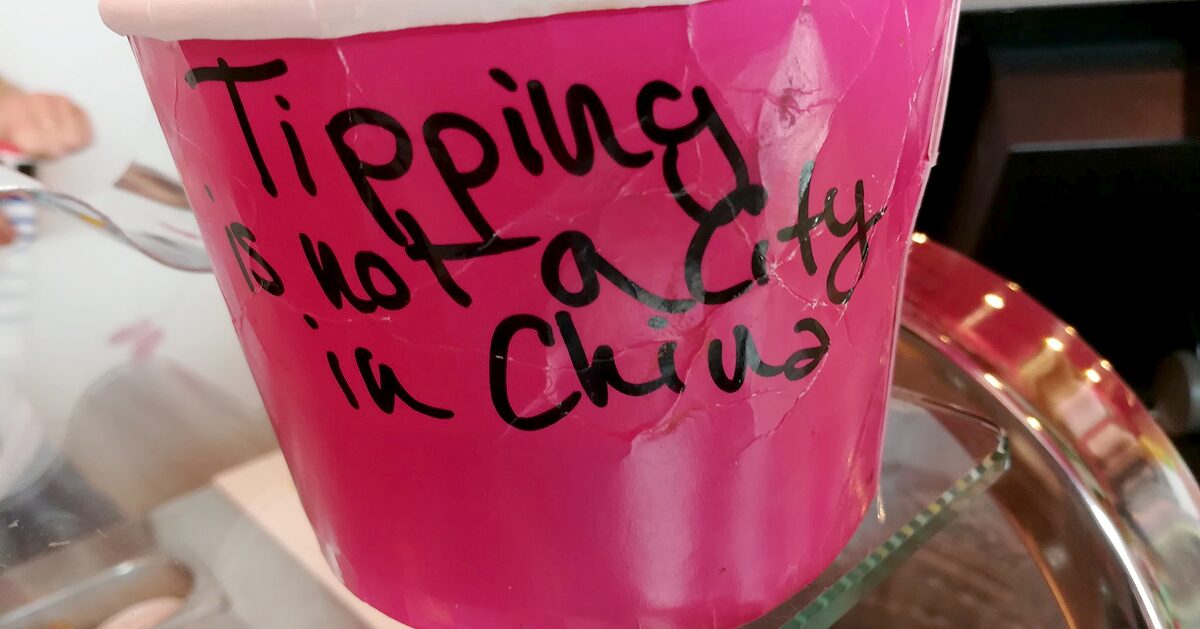 Tipping
is not a City
in China